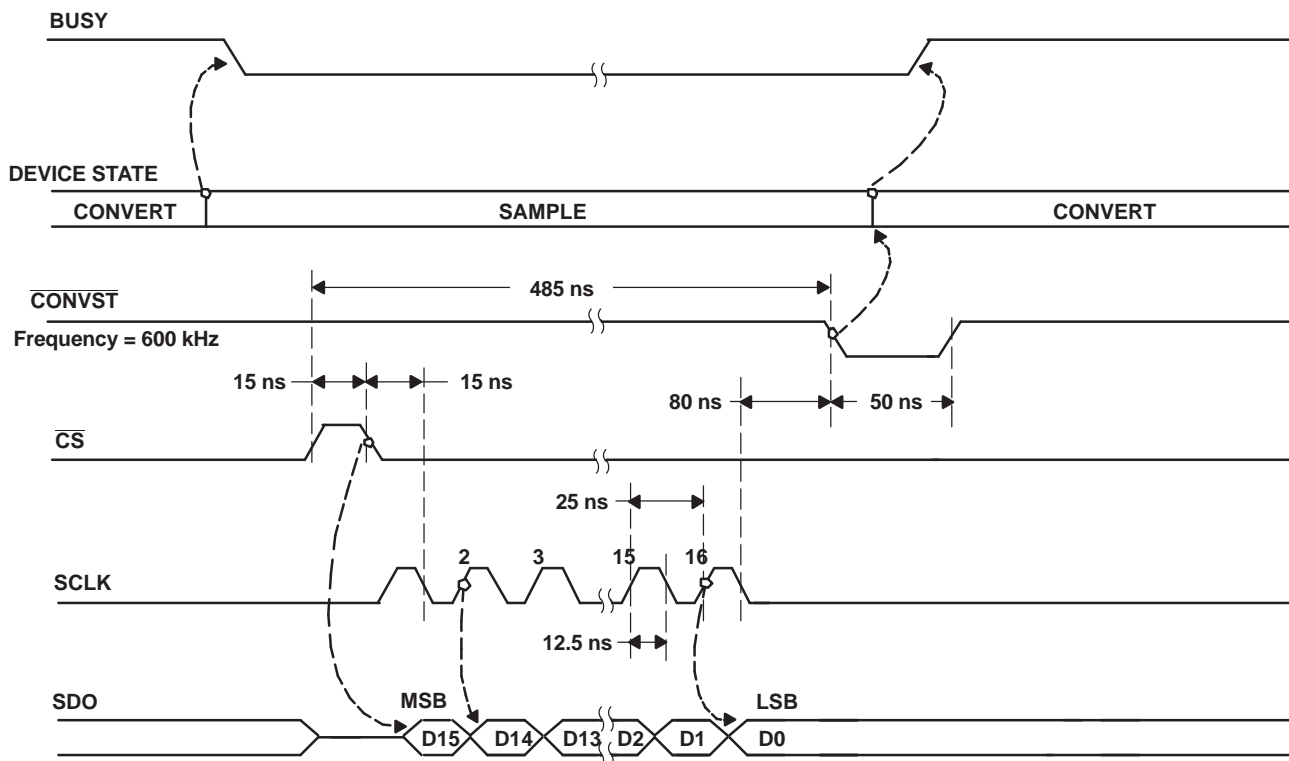 BUSY
DEVICE STATE
CONVERT SAMPLE CONVERT
CONVST 485 ns
Frequency = 600 kHz
15 ns 15 ns 80 ns 50 ns
CS
25 ns
2 3 15 16
SCLK
12.5 ns
SDO MSB LSB
D15 D14 D13 D2 D1 D0